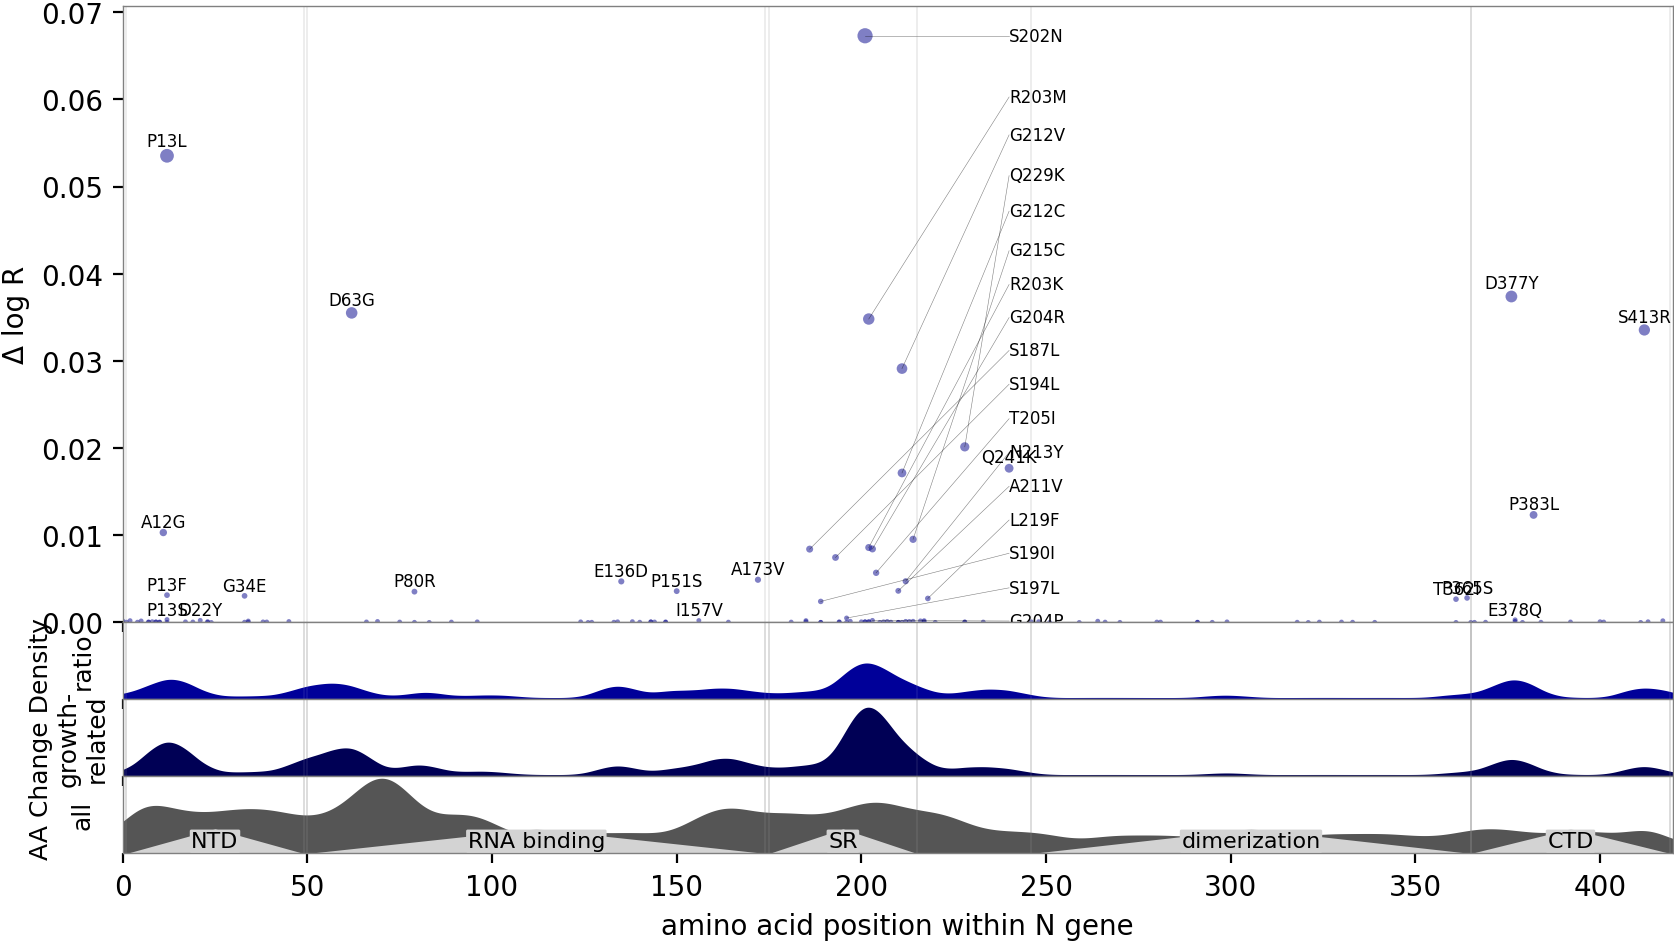 0.07
0.06
0.05
0.04
0.03
0.02
0.01
0.00
Δ log R
S202N
R203M
G212V
Q229K
G212C
G215C
R203K
G204R
S187L
S194L
T205I
N213Y
Q241K
A211V
L219F
S190I
S197L
G204P
P13L
D63G
D377Y
S413R
A12G
P383L
P13F
G34E
P80R
E136D
P151S
A173V
T362I
P365S
P13S
D22Y
I157V
E378Q
AA Change Density
ratio
growth-
related
all
NTD
RNA binding
SR
dimerization
CTD
0 50 100 150 200 250 300 350 400
amino acid position within N gene